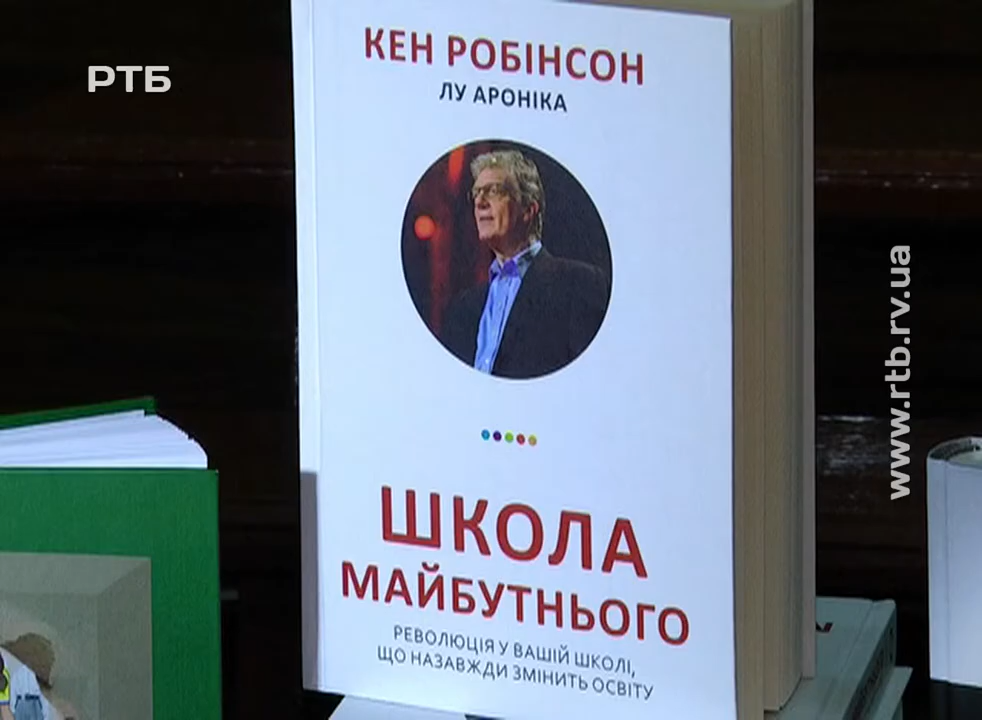 РТБ
КЕН РОБІНСОН
ЛУ АРОНІКА
ШКОЛА
МАЙБУТНЬОГО
РЕВОЛЮЦІЯ У ВАШІЙ ШКОЛІ,
ЩО НАЗАВЖДИ ЗМІНИТЬ ОСВІТУ
www.rtb.rv.ua